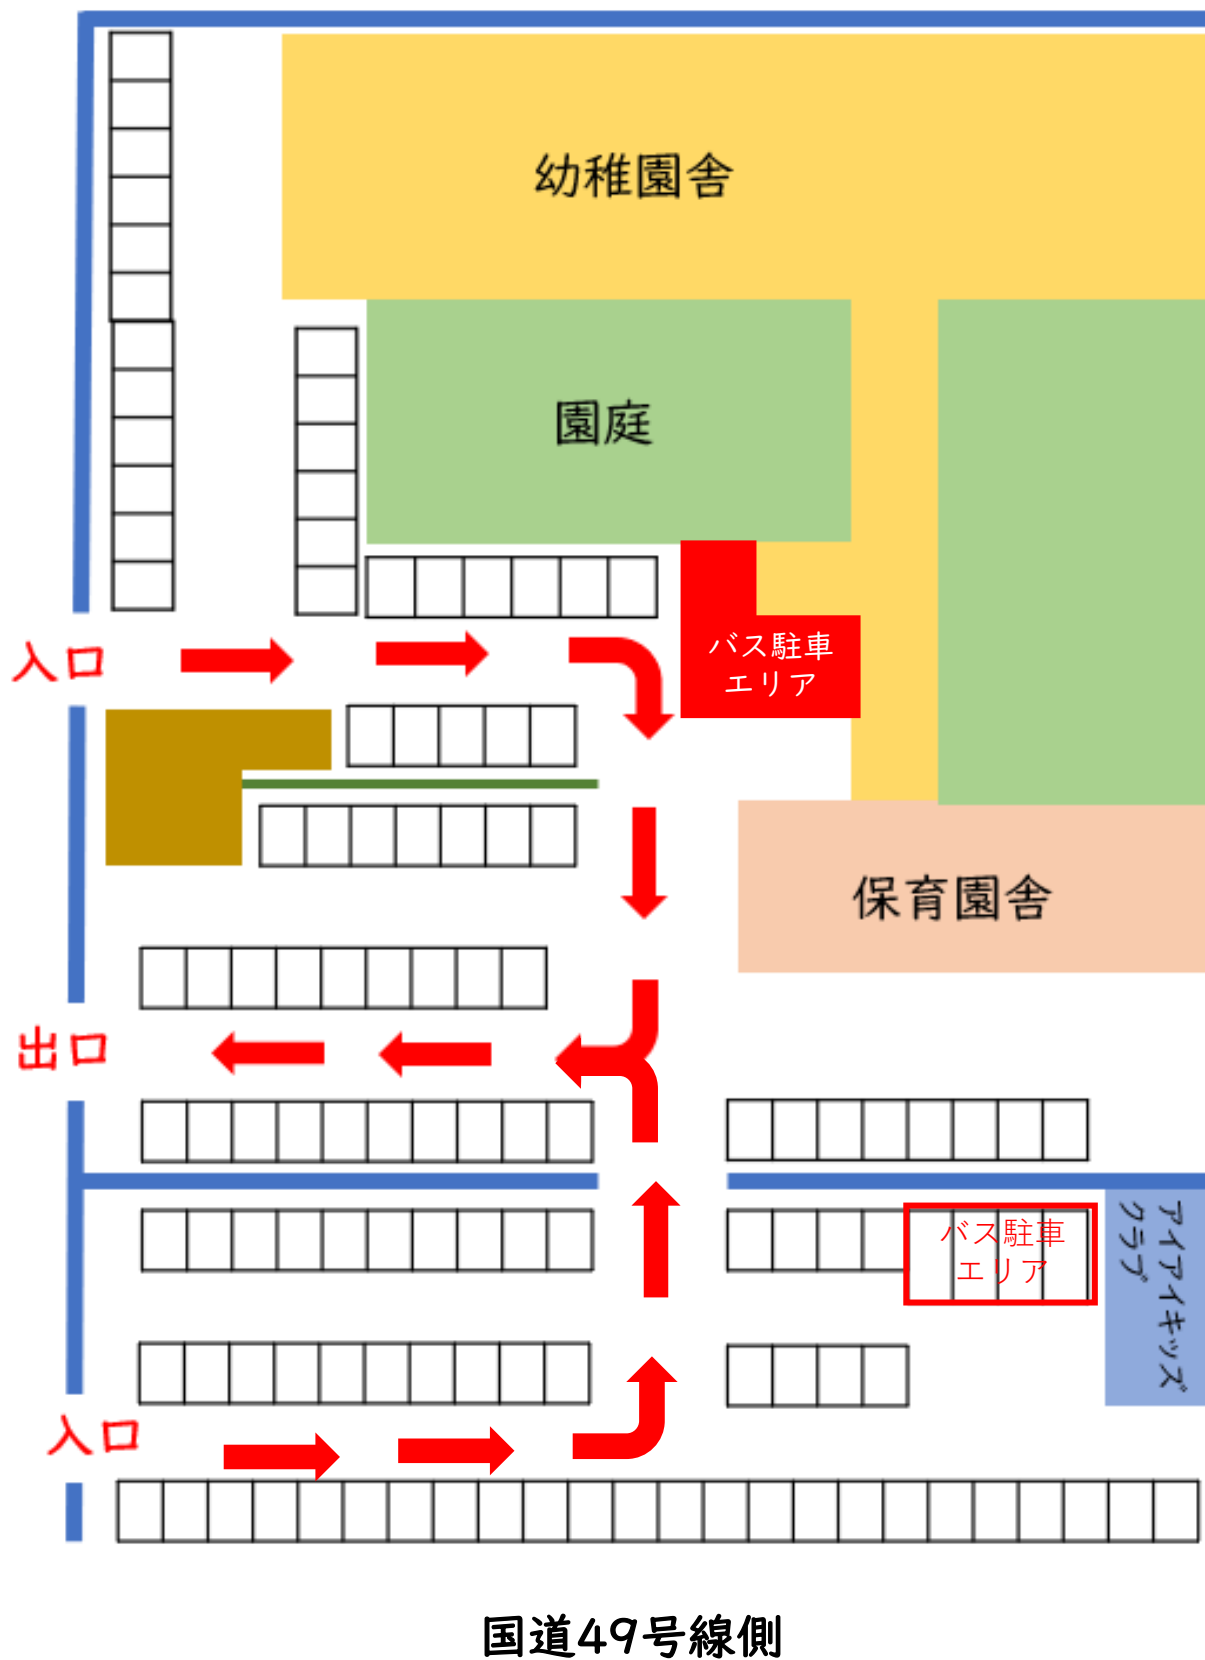 幼稚園舎
園庭
入口
バス駐車
エリア
保育園舎
出口
バス駐車
エリア
アイアイキッズ
クラブ
入口
国道49号線側